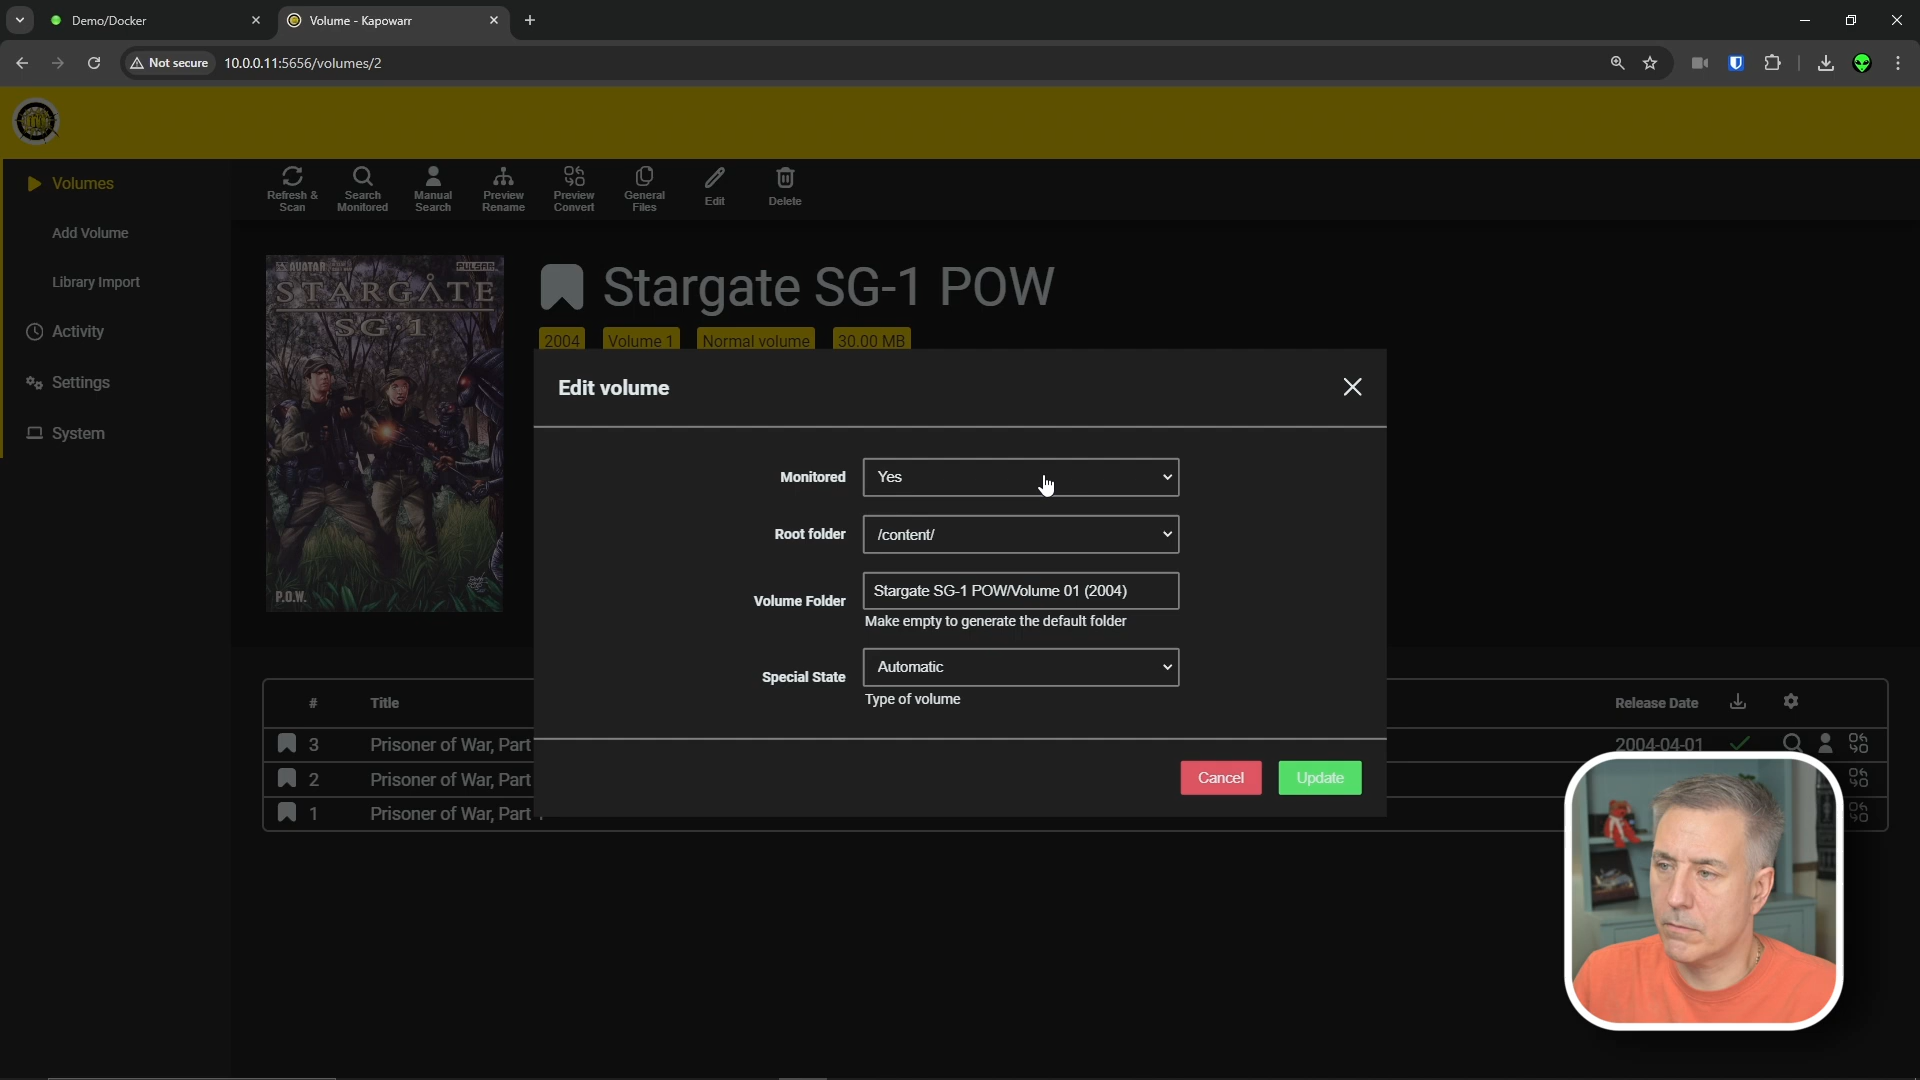 Demo/Docker
Volume - Kapowarr
Not secure
10.0.0.11:5656/volumes/2
Volumes
Add Volume
Library Import
Activity
Settings
System
Refresh & Scan
Search Monitored
Manual Search
Preview Rename
Preview Convert
General Files
Edit
Delete
AVATAR
PULSAR
STARGATE
SG·1
P.O.W.
Stargate SG-1 POW
2004
Volume 1
Normal volume
30.00 MB
Edit volume
Monitored
Yes
Root folder
/content/
Volume Folder
Stargate SG-1 POW/Volume 01 (2004)
Make empty to generate the default folder
Special State
Automatic
Type of volume
Cancel
Update
# Title Release Date
3 Prisoner of War, Part 2004-04-01
2 Prisoner of War, Part
1 Prisoner of War, Part